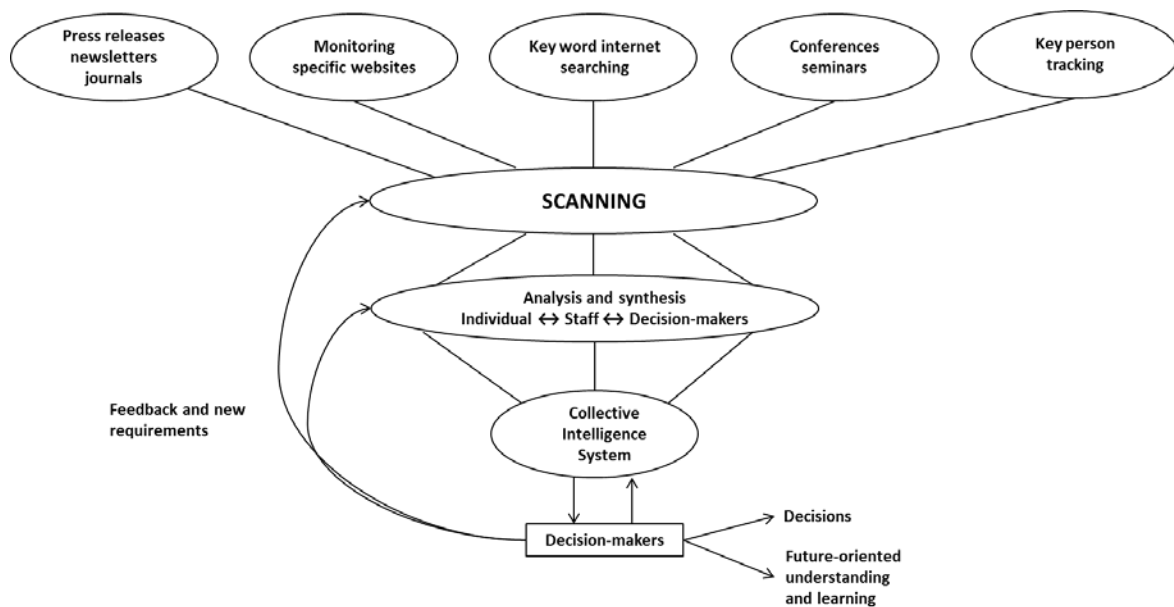 Press releases
newsletters
journals
Monitoring
specific websites
Key word internet
searching
Conferences
seminars
Key person
tracking
SCANNING
Analysis and synthesis
Individual ↔ Staff ↔ Decision-makers
Feedback and new
requirements
Collective
Intelligence
System
Decision-makers
Decisions
Future-oriented
understanding
and learning